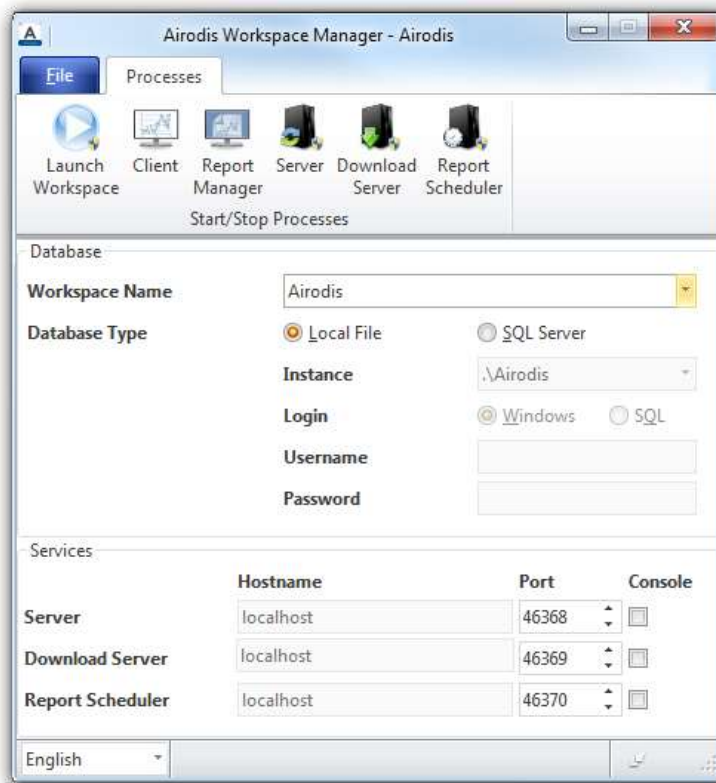 A
Airodis Workspace Manager - Airodis
File
Processes
Launch Workspace
Client
Report Manager
Server
Download Server
Report Scheduler
Start/Stop Processes
Database
Workspace Name
Airodis
Database Type
Local File
SQL Server
Instance
.\Airodis
Login
Windows
SQL
Username
Password
Services
Hostname
Port
Console
Server
localhost
46368
Download Server
localhost
46369
Report Scheduler
localhost
46370
English